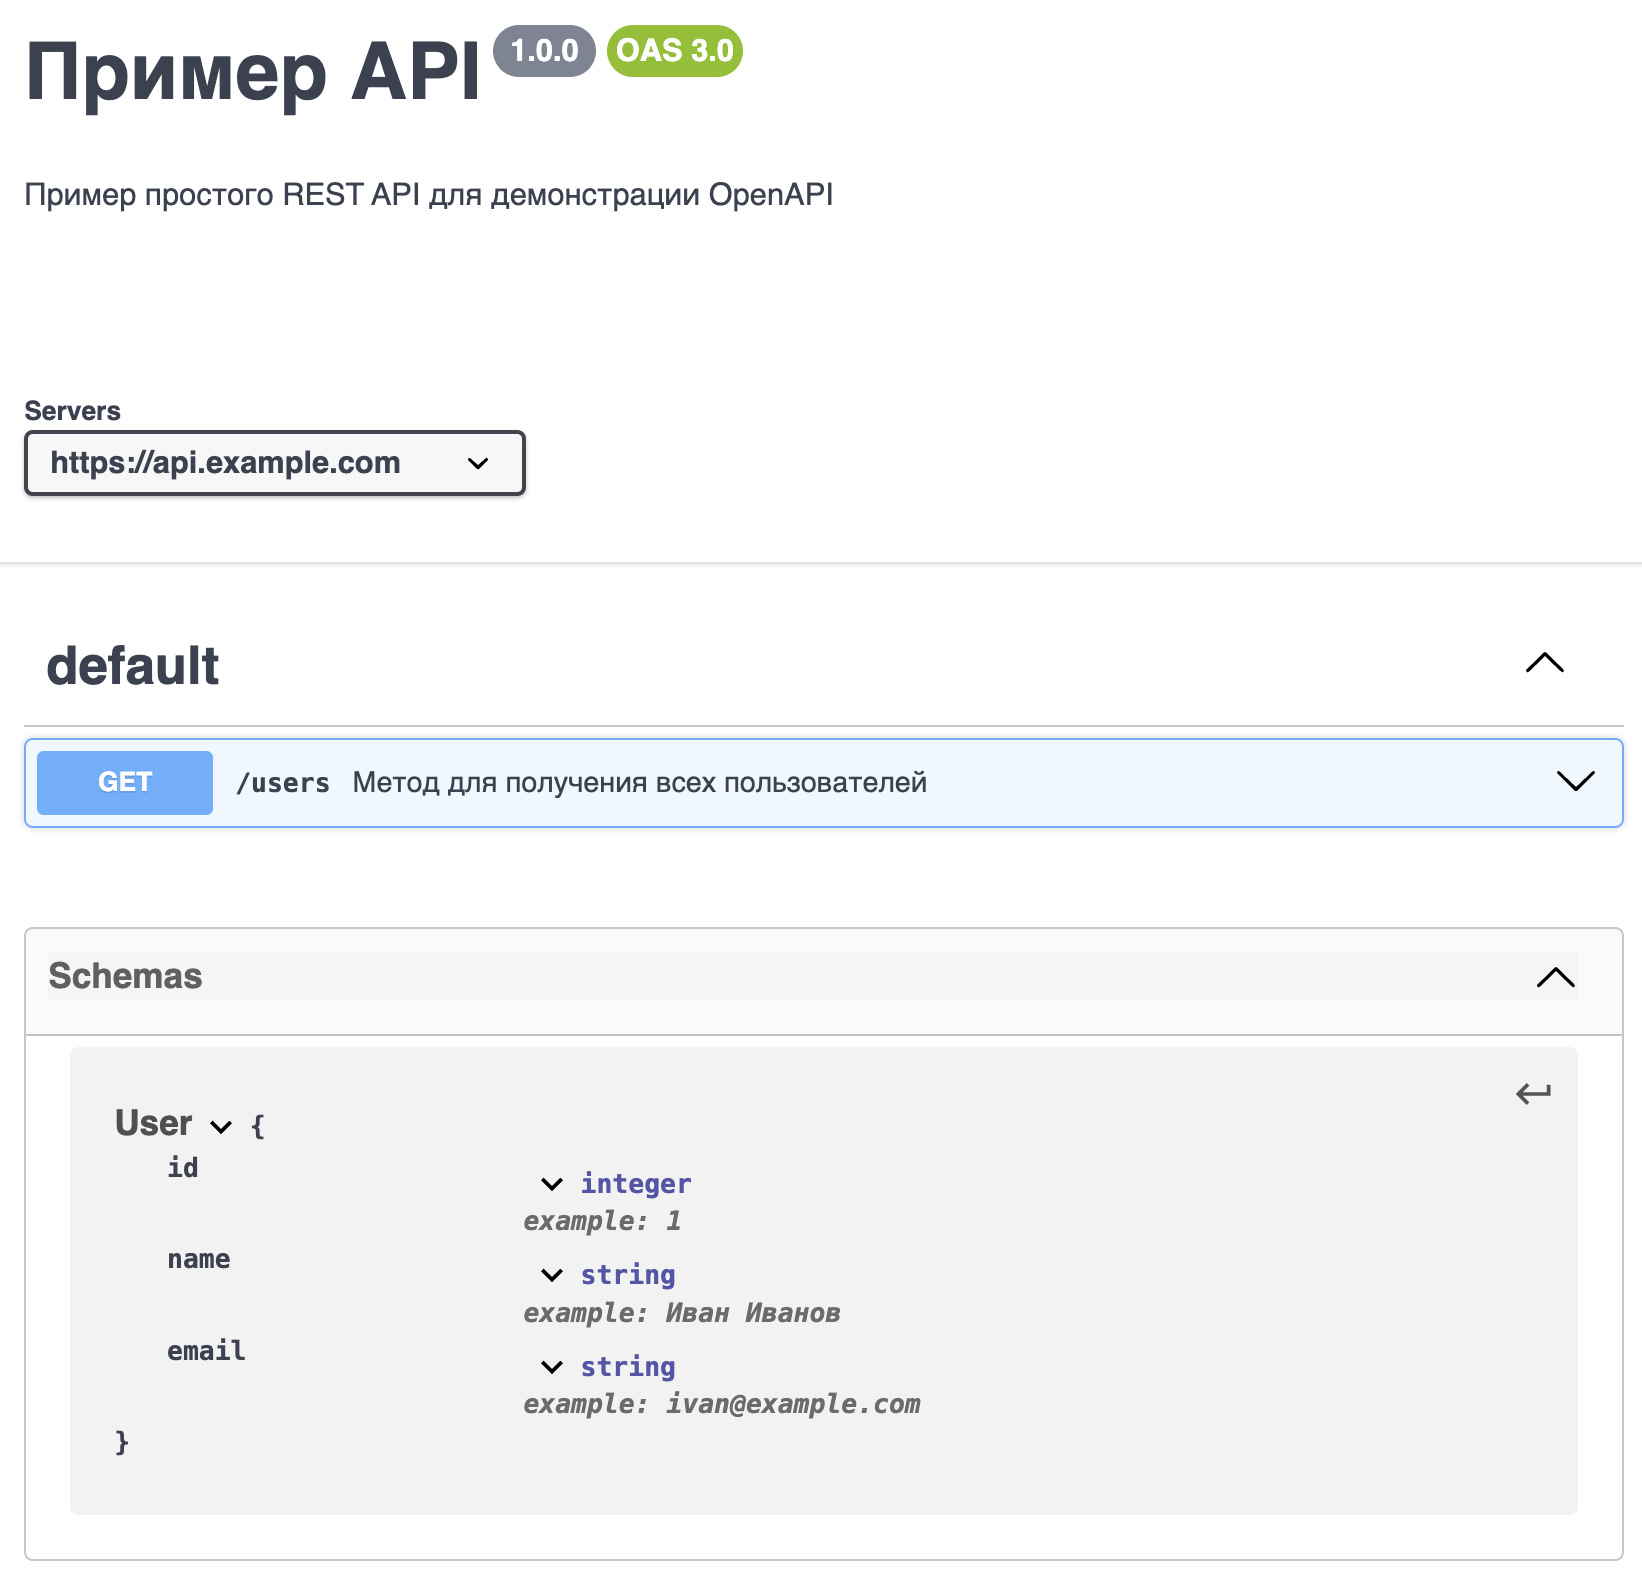 Пример API 1.0.0 OAS 3.0
Пример простого REST API для демонстрации OpenAPI
Servers
https://api.example.com
default
GET /users Метод для получения всех пользователей
Schemas
User {
id
integer
example: 1
name
string
example: Иван Иванов
email
string
example: ivan@example.com
}